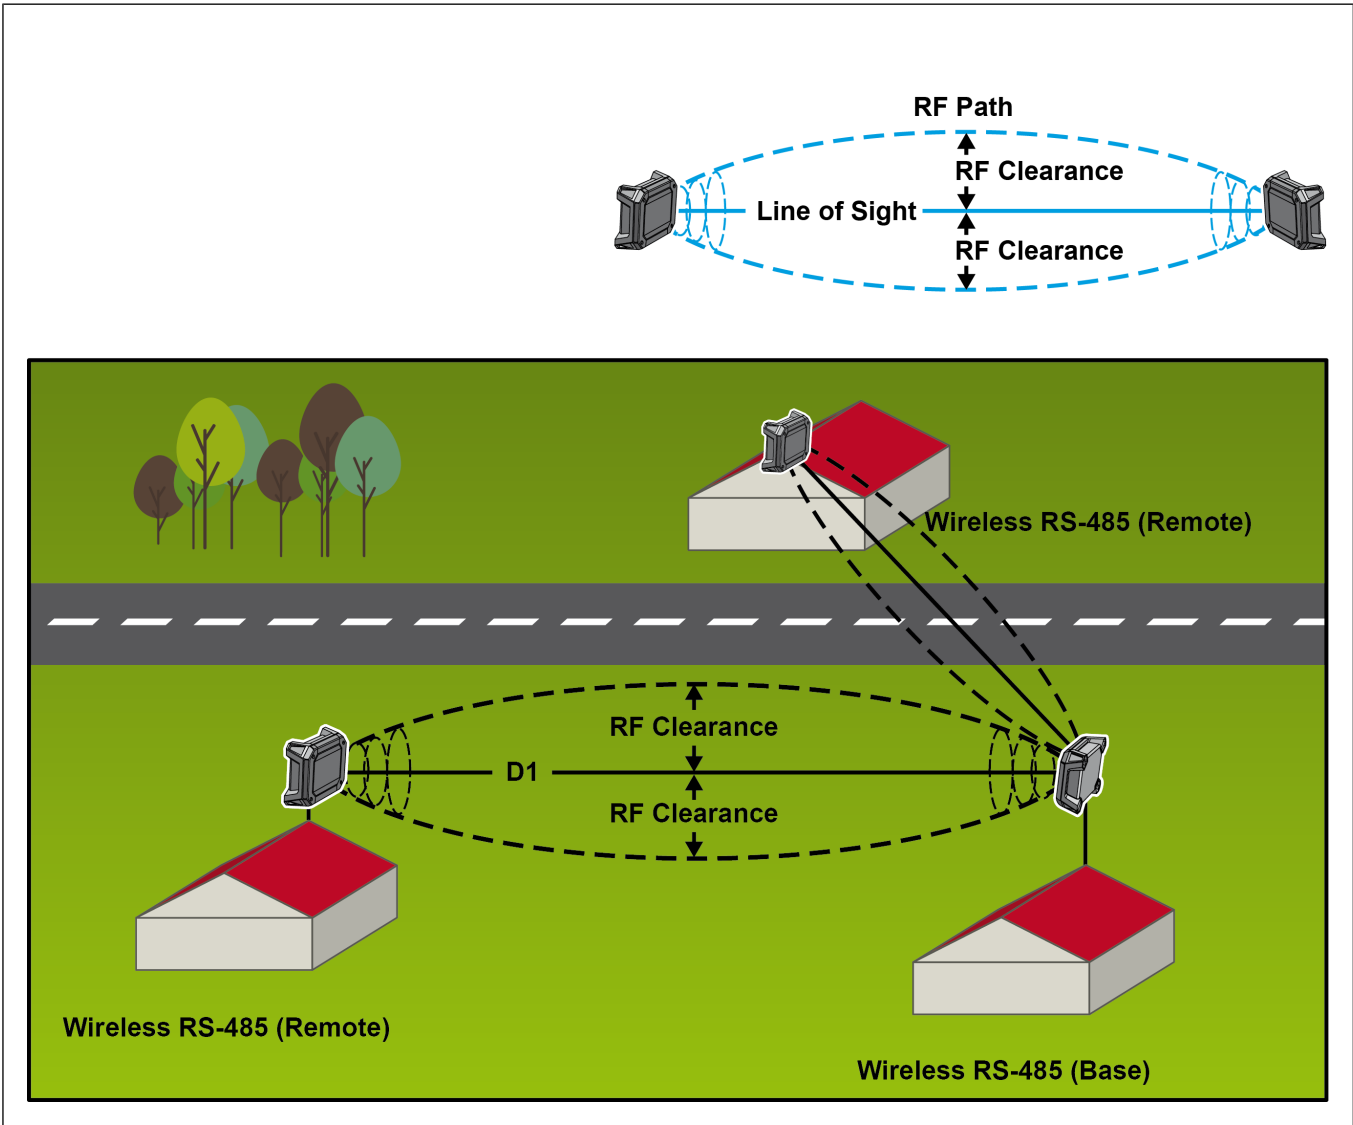 RF Path
RF Clearance
Line of Sight
RF Clearance
Wireless RS-485 (Remote)
RF Clearance
D1
RF Clearance
Wireless RS-485 (Remote)
Wireless RS-485 (Base)